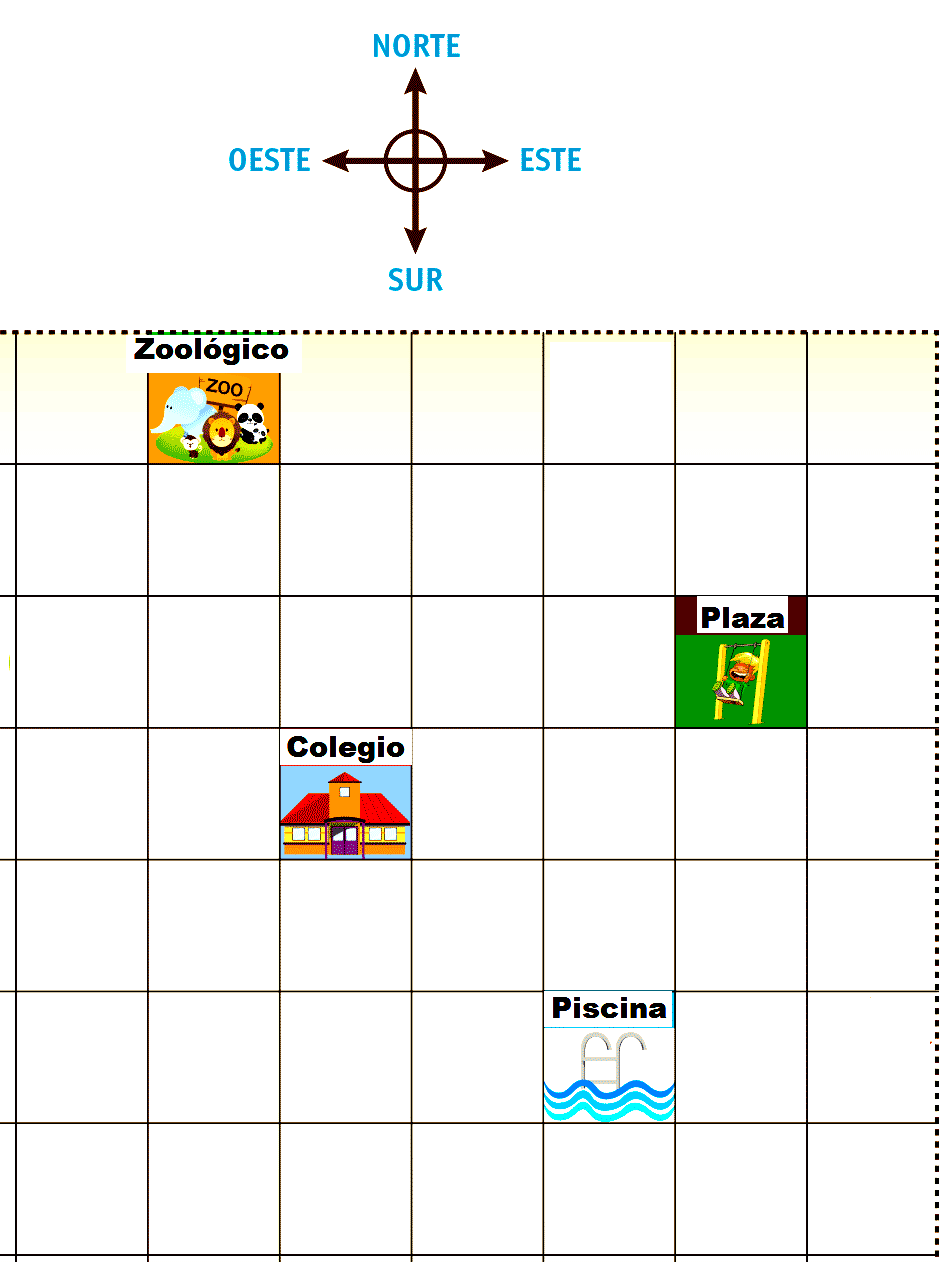 NORTE
OESTE
ESTE
SUR
Zoológico
ZOO
Plaza
Colegio
Piscina